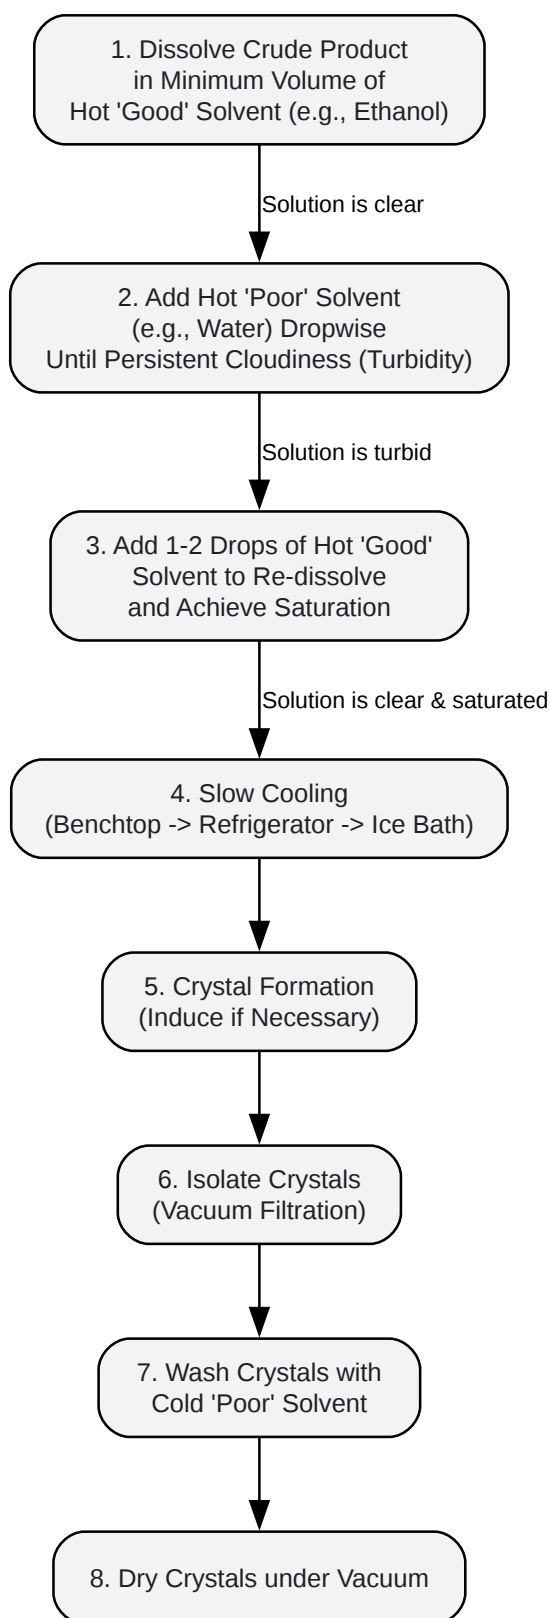 1. Dissolve Crude Product
in Minimum Volume of
Hot 'Good' Solvent (e.g., Ethanol)
Solution is clear
2. Add Hot 'Poor' Solvent
(e.g., Water) Dropwise
Until Persistent Cloudiness (Turbidity)
Solution is turbid
3. Add 1-2 Drops of Hot 'Good'
Solvent to Re-dissolve
and Achieve Saturation
Solution is clear & saturated
4. Slow Cooling
(Benchtop -> Refrigerator -> Ice Bath)
5. Crystal Formation
(Induce if Necessary)
6. Isolate Crystals
(Vacuum Filtration)
7. Wash Crystals with
Cold 'Poor' Solvent
8. Dry Crystals under Vacuum